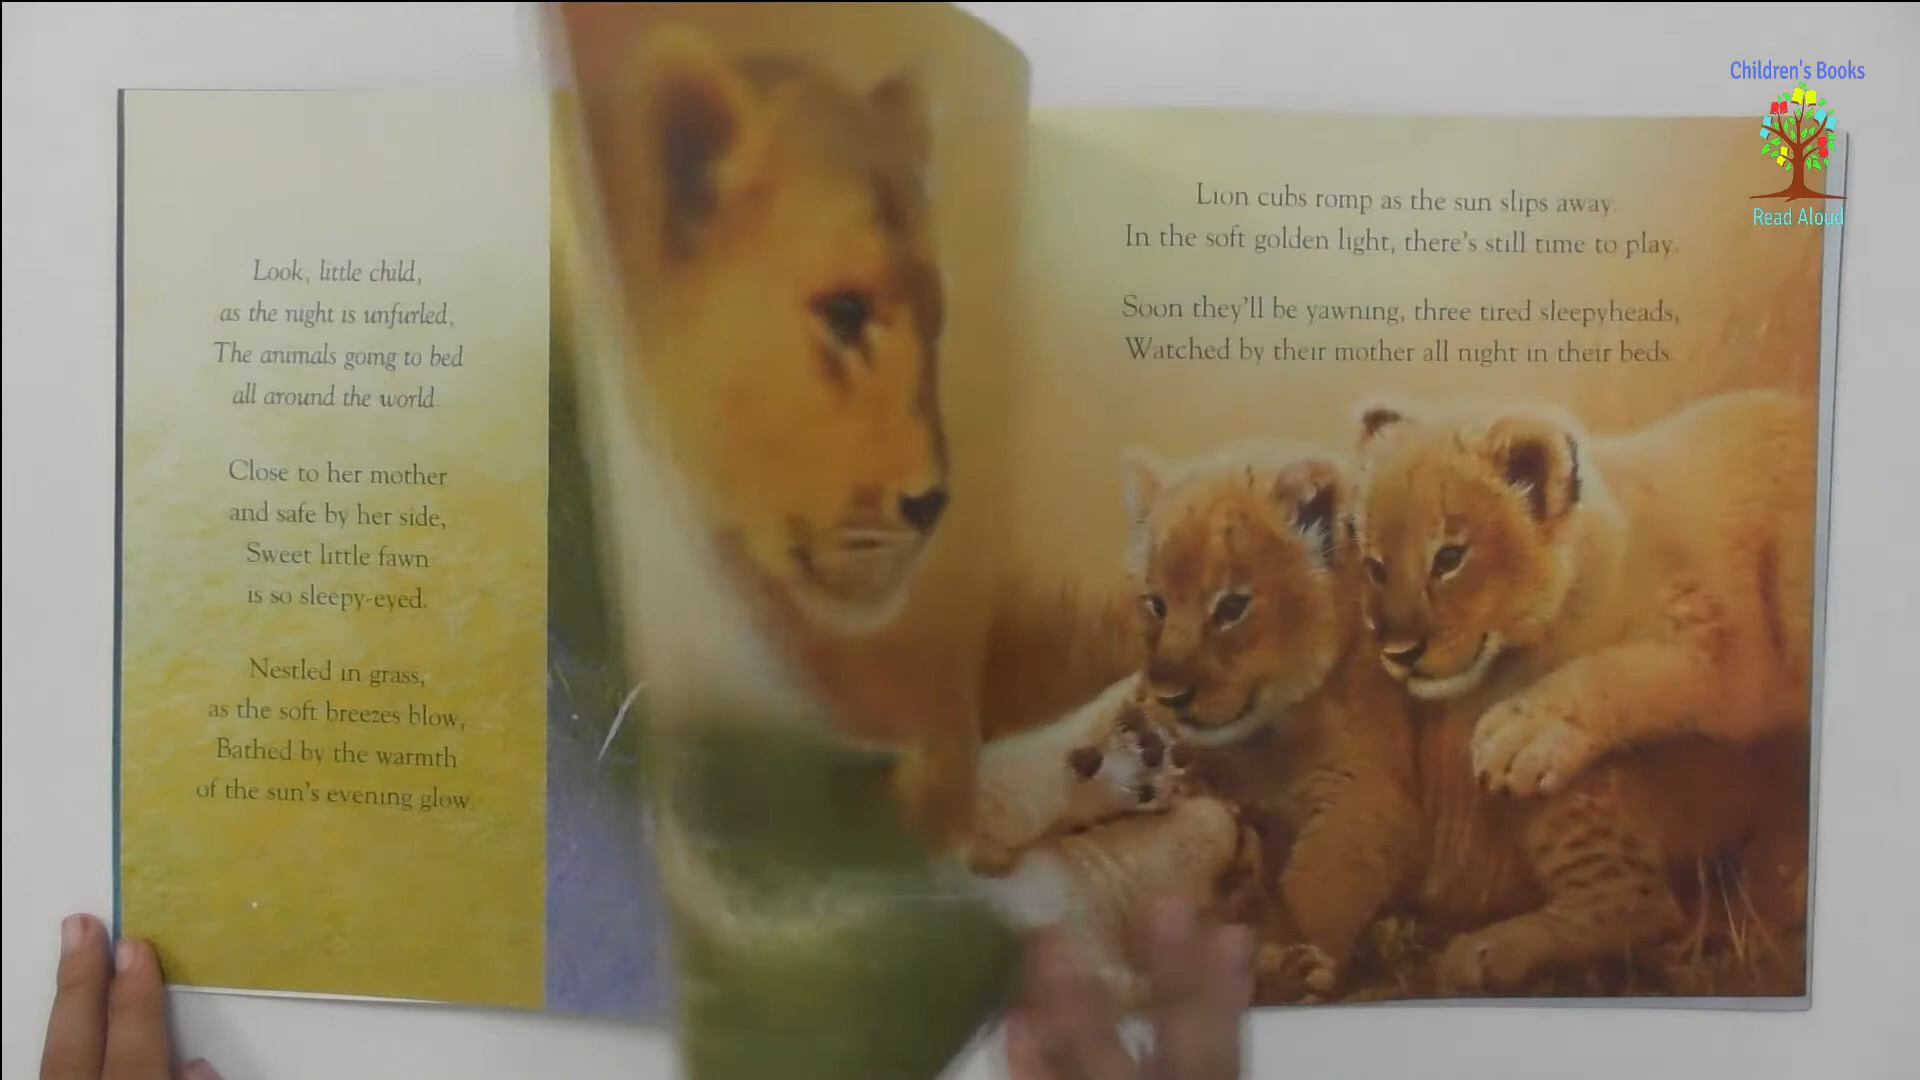 Look, little child,
as the night is unfurled,
The animals going to bed
all around the world.
Close to her mother
and safe by her side,
Sweet little fawn
is so sleepy-eyed.
Nestled in grass,
as the soft breezes blow,
Bathed by the warmth
of the sun's evening glow.
Lion cubs romp as the sun slips away.
In the soft golden light, there's still time to play.
Soon they'll be yawning, three tired sleepyheads,
Watched by their mother all night in their beds.
Children's Books
Read Aloud